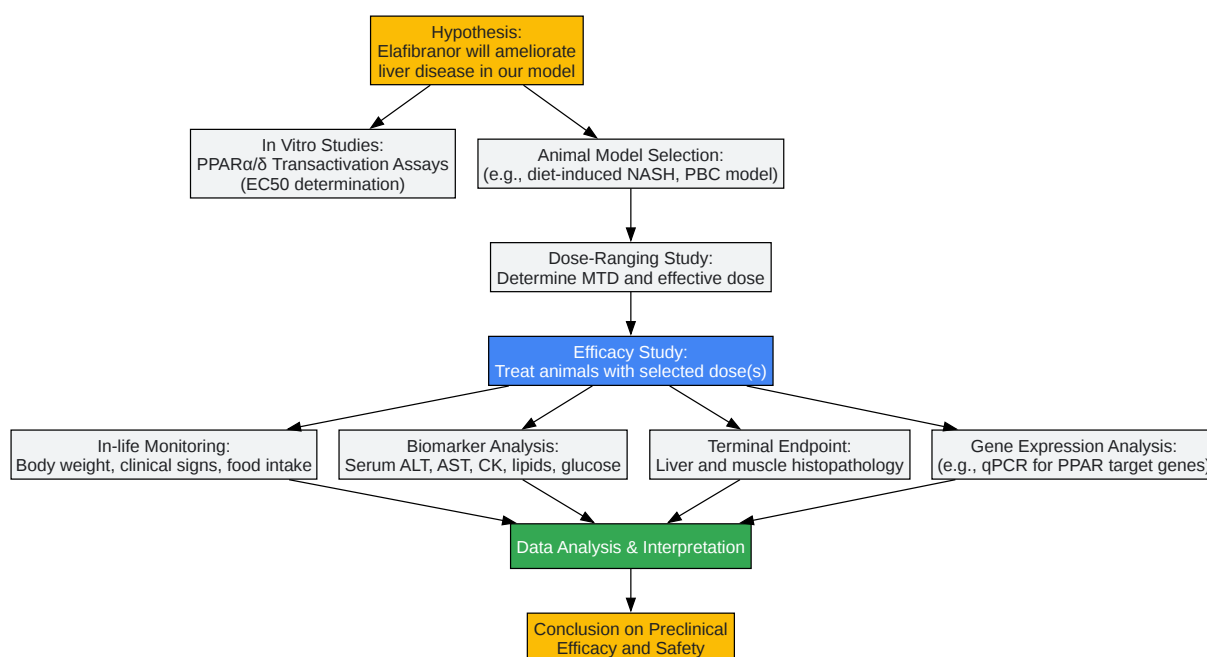 Hypothesis:
Elafibranor will ameliorate
liver disease in our model
In Vitro Studies:
PPARα/δ Transactivation Assays
(EC50 determination)
Animal Model Selection:
(e.g., diet-induced NASH, PBC model)
Dose-Ranging Study:
Determine MTD and effective dose
Efficacy Study:
Treat animals with selected dose(s)
In-life Monitoring:
Body weight, clinical signs, food intake
Biomarker Analysis:
Serum ALT, AST, CK, lipids, glucose
Terminal Endpoint:
Liver and muscle histopathology
Gene Expression Analysis:
(e.g., qPCR for PPAR target genes)
Data Analysis & Interpretation
Conclusion on Preclinical
Efficacy and Safety